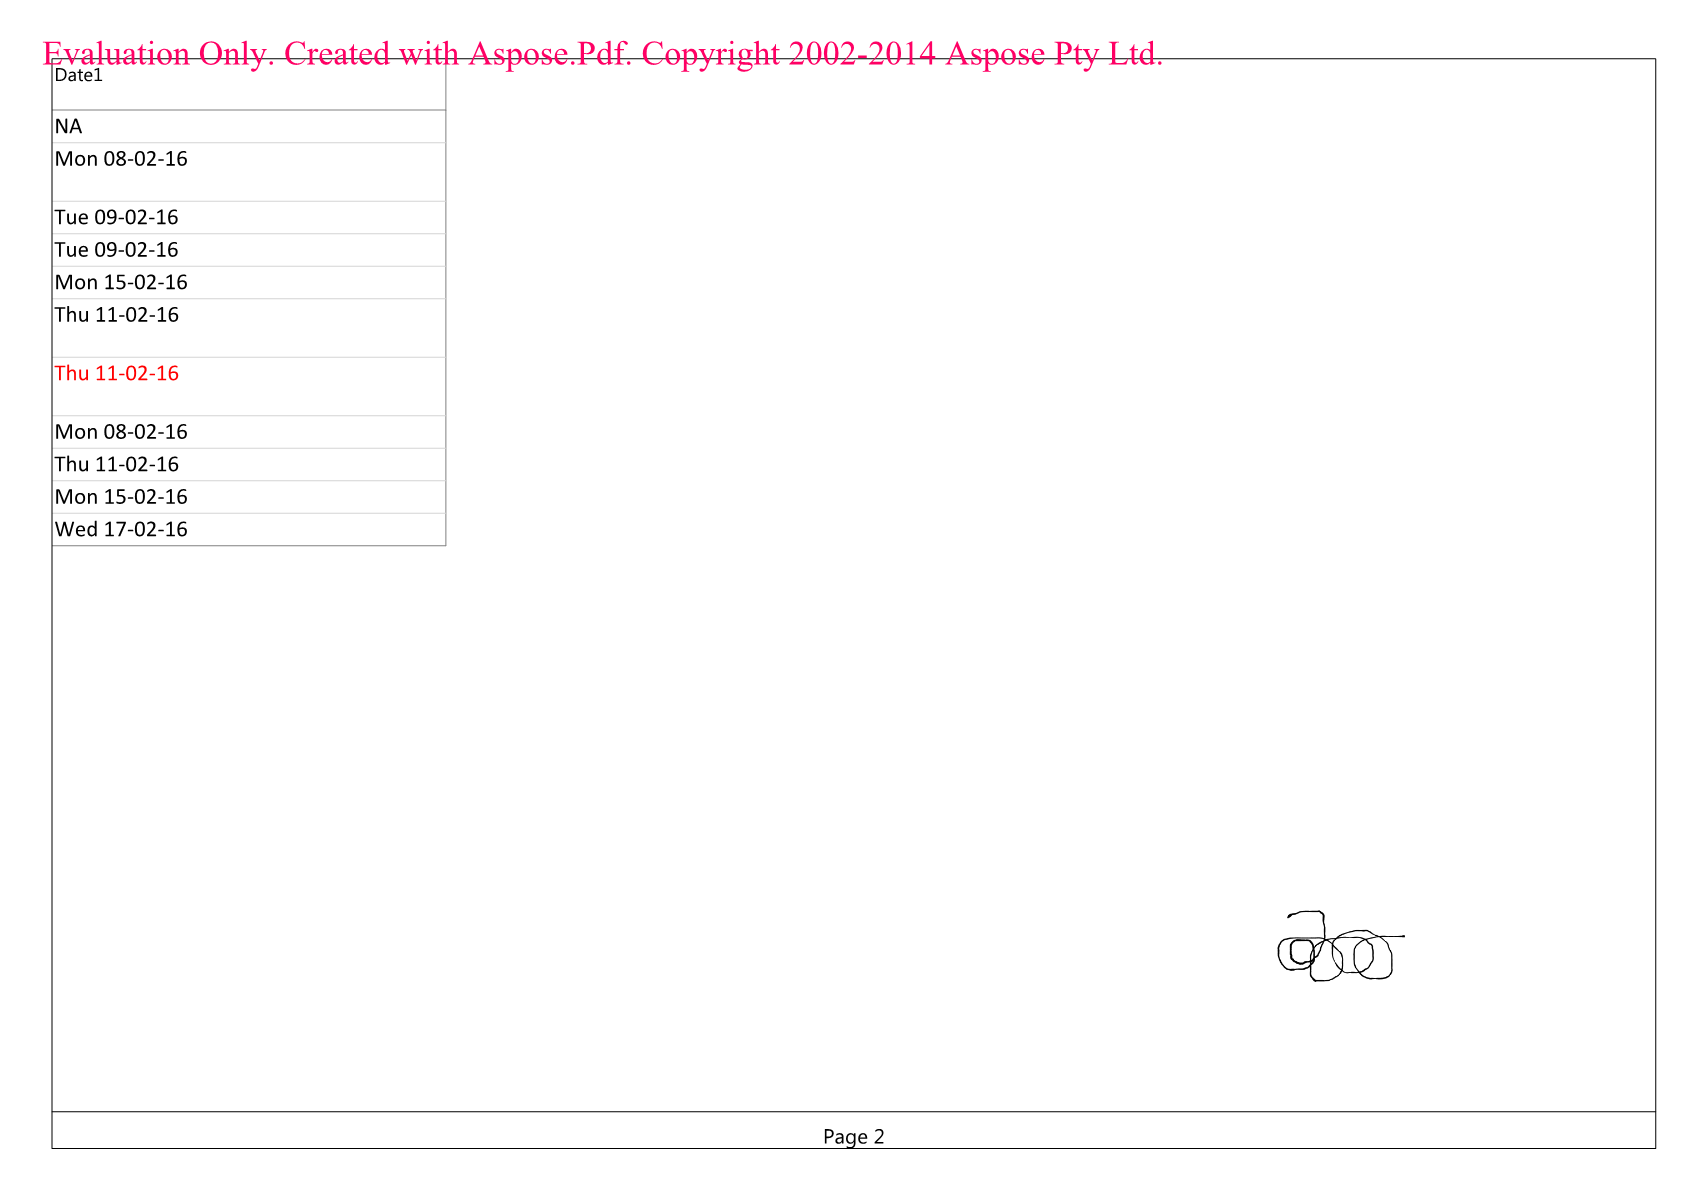 Evaluation Only. Created with Aspose.Pdf. Copyright 2002-2014 Aspose Pty Ltd.
Date1
NA
Mon 08-02-16
Tue 09-02-16
Tue 09-02-16
Mon 15-02-16
Thu 11-02-16
Thu 11-02-16
Mon 08-02-16
Thu 11-02-16
Mon 15-02-16
Wed 17-02-16
Page 2